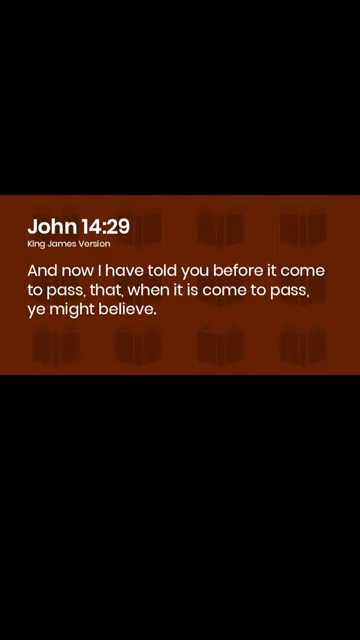 John 14:29
King James Version
And now I have told you before it come
to pass, that, when it is come to pass,
ye might believe.